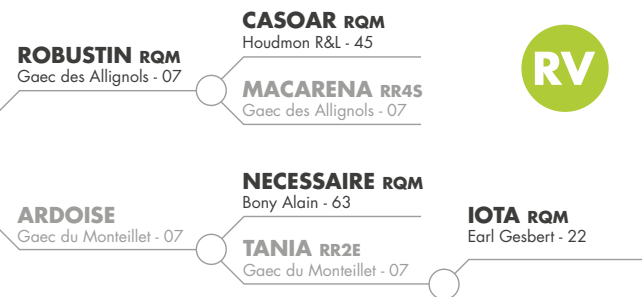 CASOAR RQM
Houdmon R&L - 45
ROBUSTIN RQM
Gaec des Allignols - 07
MACARENA RR4S
Gaec des Allignols - 07
RV
NECESSAIRE RQM
Bony Alain - 63
ARDOISE
Gaec du Monteillet - 07
TANIA RR2E
Gaec du Monteillet - 07
IOTA RQM
Earl Gesbert - 22